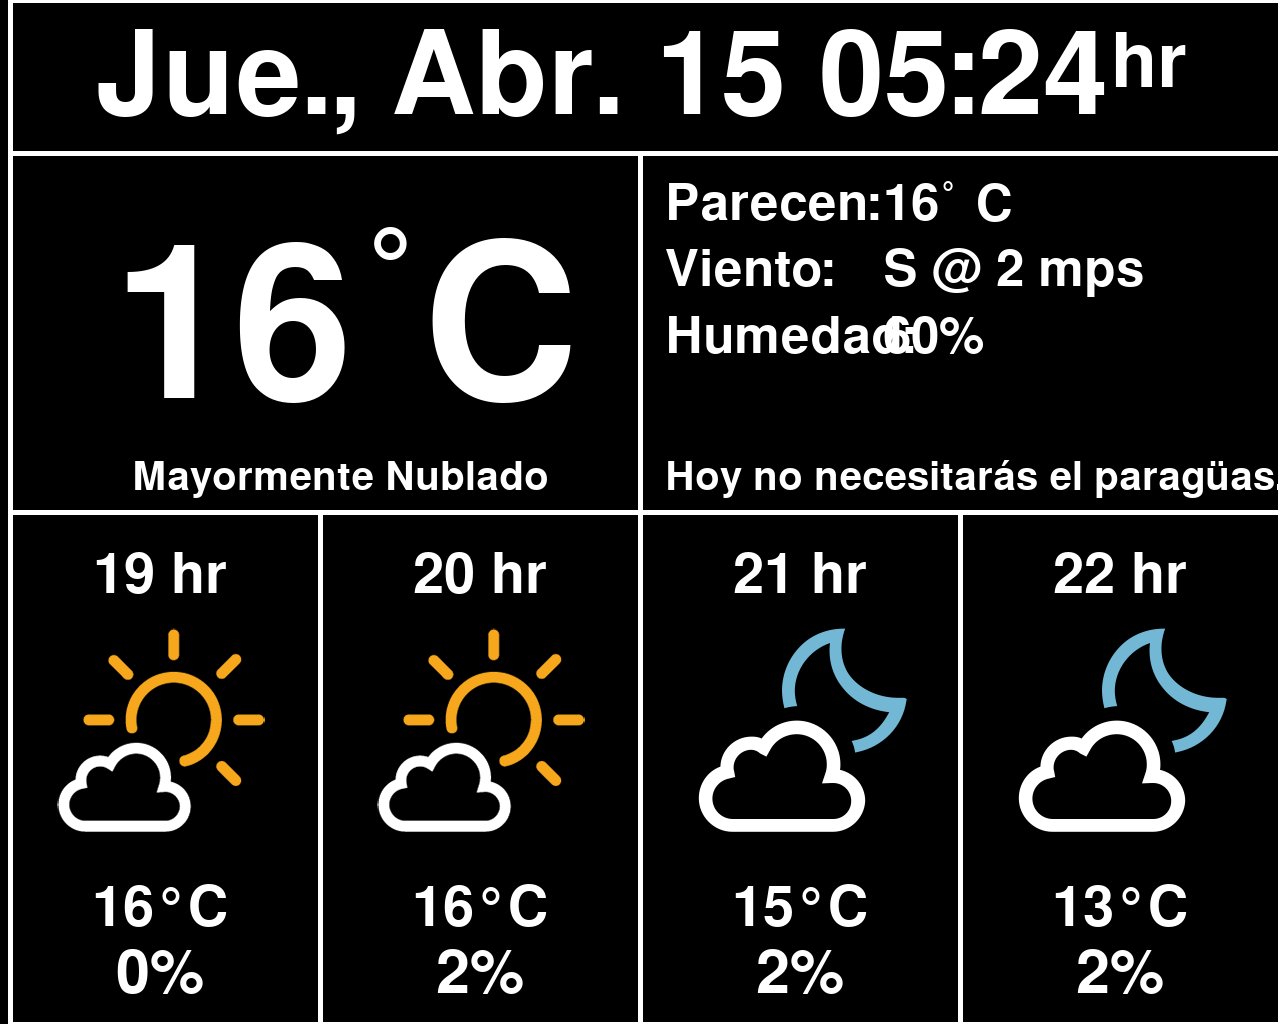 Jue., Abr. 15 05:24hr
16°C
Mayormente Nublado
Parecen:16° C
Viento: S @ 2 mps
Humedad: 60%
Hoy no necesitarás el paragüas.
19 hr
16°C
0%
20 hr
16°C
2%
21 hr
15°C
2%
22 hr
13°C
2%